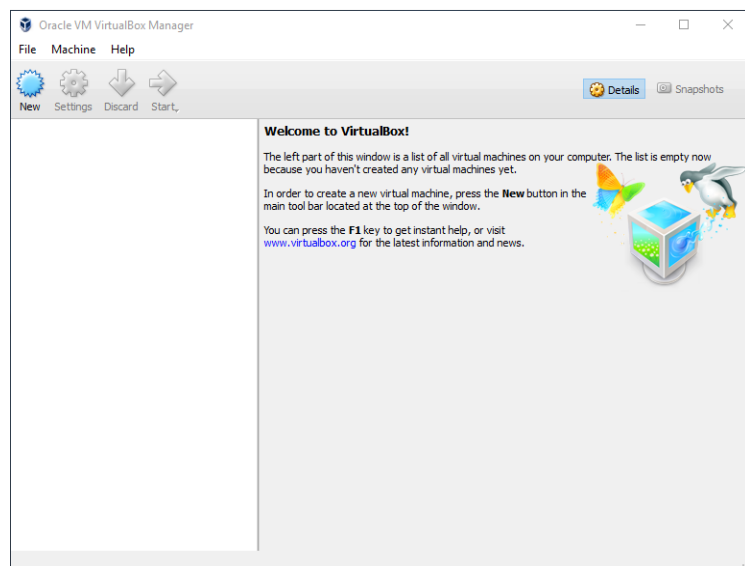 Oracle VM VirtualBox Manager
File Machine Help
New Settings Discard Start
Details Snapshots
Welcome to VirtualBox!
The left part of this window is a list of all virtual machines on your computer. The list is empty now
because you haven't created any virtual machines yet.
In order to create a new virtual machine, press the New button in the
main tool bar located at the top of the window.
You can press the F1 key to get instant help, or visit
www.virtualbox.org for the latest information and news.